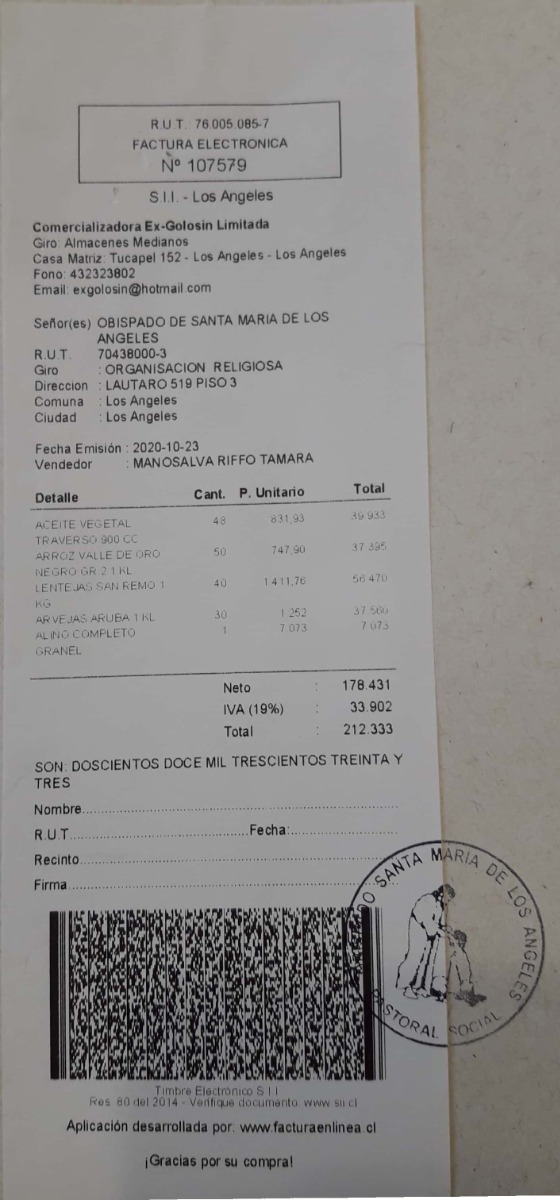 R.U.T. 76.005.085-7
FACTURA ELECTRONICA
Nº 107579
S.I.I. - Los Angeles
Comercializadora Ex-Golosin Limitada
Giro: Almacenes Medianos
Casa Matriz: Tucapel 152 - Los Angeles - Los Angeles
Fono: 432323802
Email: exgolosin@hotmail.com
Señor(es) OBISPADO DE SANTA MARIA DE LOS
ANGELES
R.U.T. 70438000-3
Giro : ORGANISACION RELIGIOSA
Direccion : LAUTARO 519 PISO 3
Comuna : Los Angeles
Ciudad : Los Angeles
Fecha Emisión : 2020-10-23
Vendedor : MANOSALVA RIFFO TAMARA
Detalle Cant. P. Unitario Total
ACEITE VEGETAL 48 831,93 39.933
TRAVERSO 900 CC
ARROZ VALLE DE ORO 50 747,90 37.395
NEGRO GR.2 1 KL
LENTEJAS SAN REMO 1 40 1.411,76 56.470
KG
ARVEJAS ARUBA 1 KL 30 1.252 37.560
ALINO COMPLETO 1 7.073 7.073
GRANEL
Neto : 178.431
IVA (19%) : 33.902
Total : 212.333
SON: DOSCIENTOS DOCE MIL TRESCIENTOS TREINTA Y
TRES
Nombre
R.U.T. Fecha:
Recinto
Firma
SANTA MARIA DE LOS ANGELES
PASTORAL SOCIAL
Timbre Electrónico S.I.I.
Res. 80 del 2014 - Verifique documento: www.sii.cl
Aplicación desarrollada por: www.facturaenlinea.cl
¡Gracias por su compra!